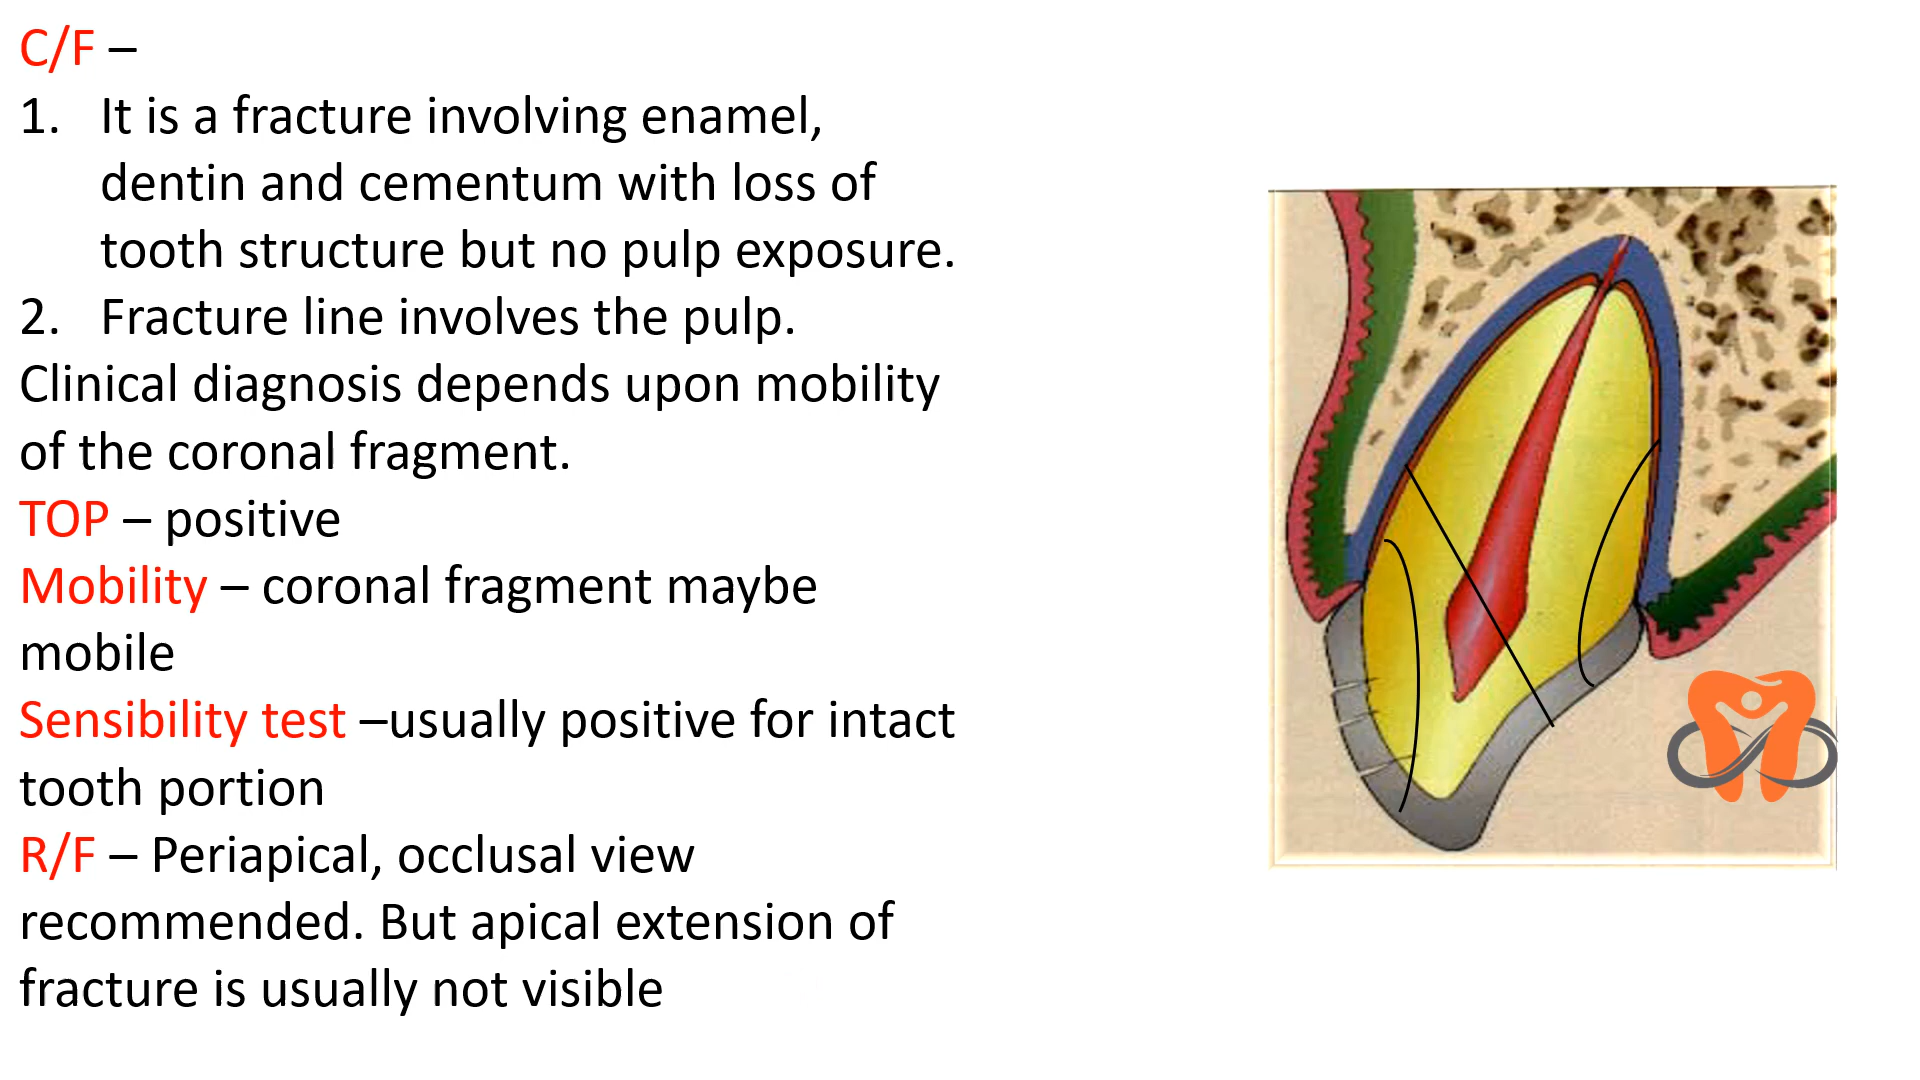 C/F –
1. It is a fracture involving enamel,
dentin and cementum with loss of
tooth structure but no pulp exposure.
2. Fracture line involves the pulp.
Clinical diagnosis depends upon mobility
of the coronal fragment.
TOP – positive
Mobility – coronal fragment maybe
mobile
Sensibility test –usually positive for intact
tooth portion
R/F – Periapical, occlusal view
recommended. But apical extension of
fracture is usually not visible